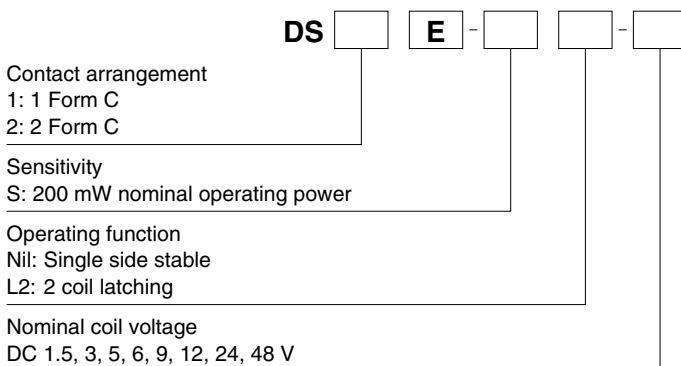 DS E - -
Contact arrangement
1: 1 Form C
2: 2 Form C
Sensitivity
S: 200 mW nominal operating power
Operating function
Nil: Single side stable
L2: 2 coil latching
Nominal coil voltage
DC 1.5, 3, 5, 6, 9, 12, 24, 48 V